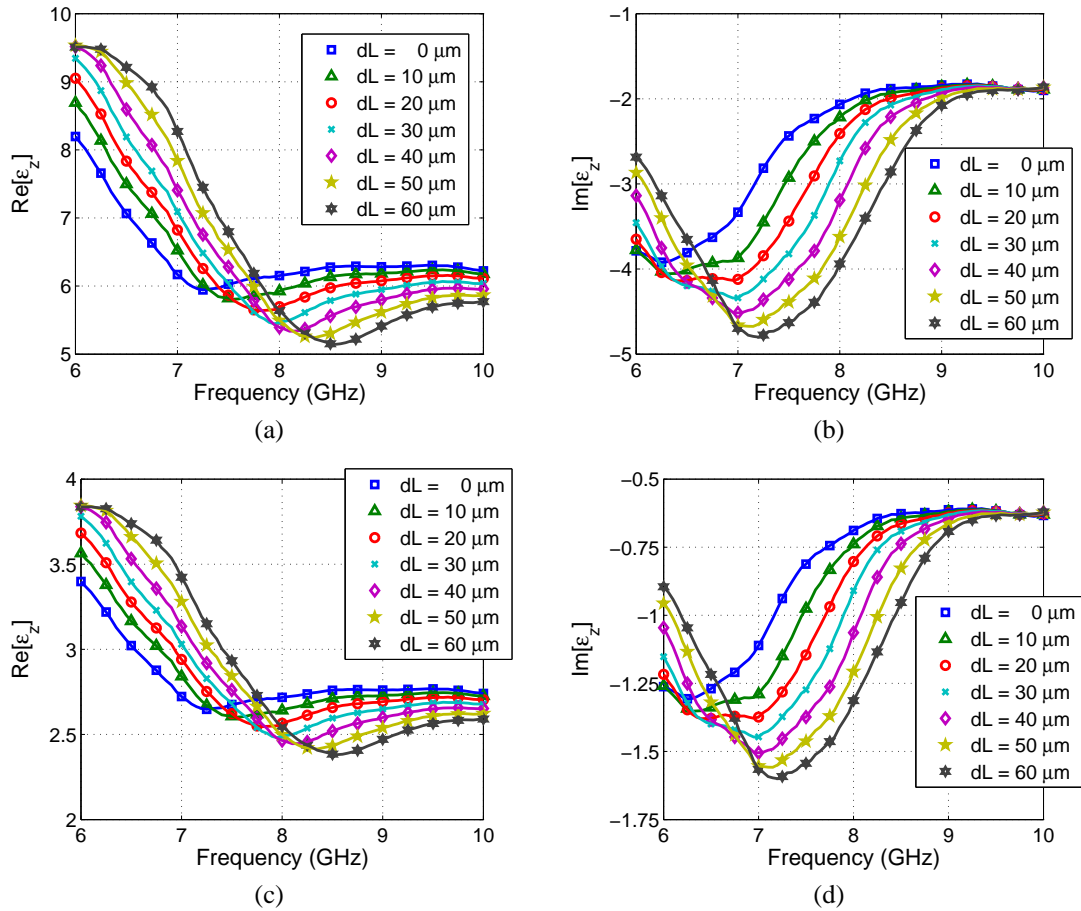 10
9
8
7
6
5
Re[ε_z]
6 7 8 9 10
Frequency (GHz)
dL = 0 μm
dL = 10 μm
dL = 20 μm
dL = 30 μm
dL = 40 μm
dL = 50 μm
dL = 60 μm
(a)
−1
−2
−3
−4
−5
Im[ε_z]
6 7 8 9 10
Frequency (GHz)
dL = 0 μm
dL = 10 μm
dL = 20 μm
dL = 30 μm
dL = 40 μm
dL = 50 μm
dL = 60 μm
(b)
4
3.5
3
2.5
2
Re[ε_z]
6 7 8 9 10
Frequency (GHz)
dL = 0 μm
dL = 10 μm
dL = 20 μm
dL = 30 μm
dL = 40 μm
dL = 50 μm
dL = 60 μm
(c)
−0.5
−0.75
−1
−1.25
−1.5
−1.75
Im[ε_z]
6 7 8 9 10
Frequency (GHz)
dL = 0 μm
dL = 10 μm
dL = 20 μm
dL = 30 μm
dL = 40 μm
dL = 50 μm
dL = 60 μm
(d)